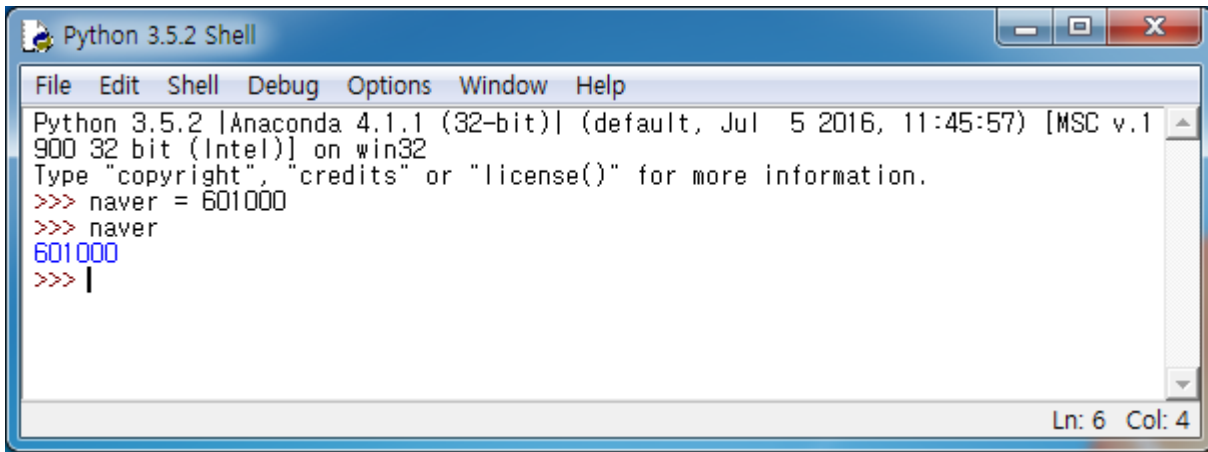 Python 3.5.2 Shell
File Edit Shell Debug Options Window Help
Python 3.5.2 |Anaconda 4.1.1 (32-bit)| (default, Jul  5 2016, 11:45:57) [MSC v.1
900 32 bit (Intel)] on win32
Type "copyright", "credits" or "license()" for more information.
>>> naver = 601000
>>> naver
601000
>>>
Ln: 6 Col: 4